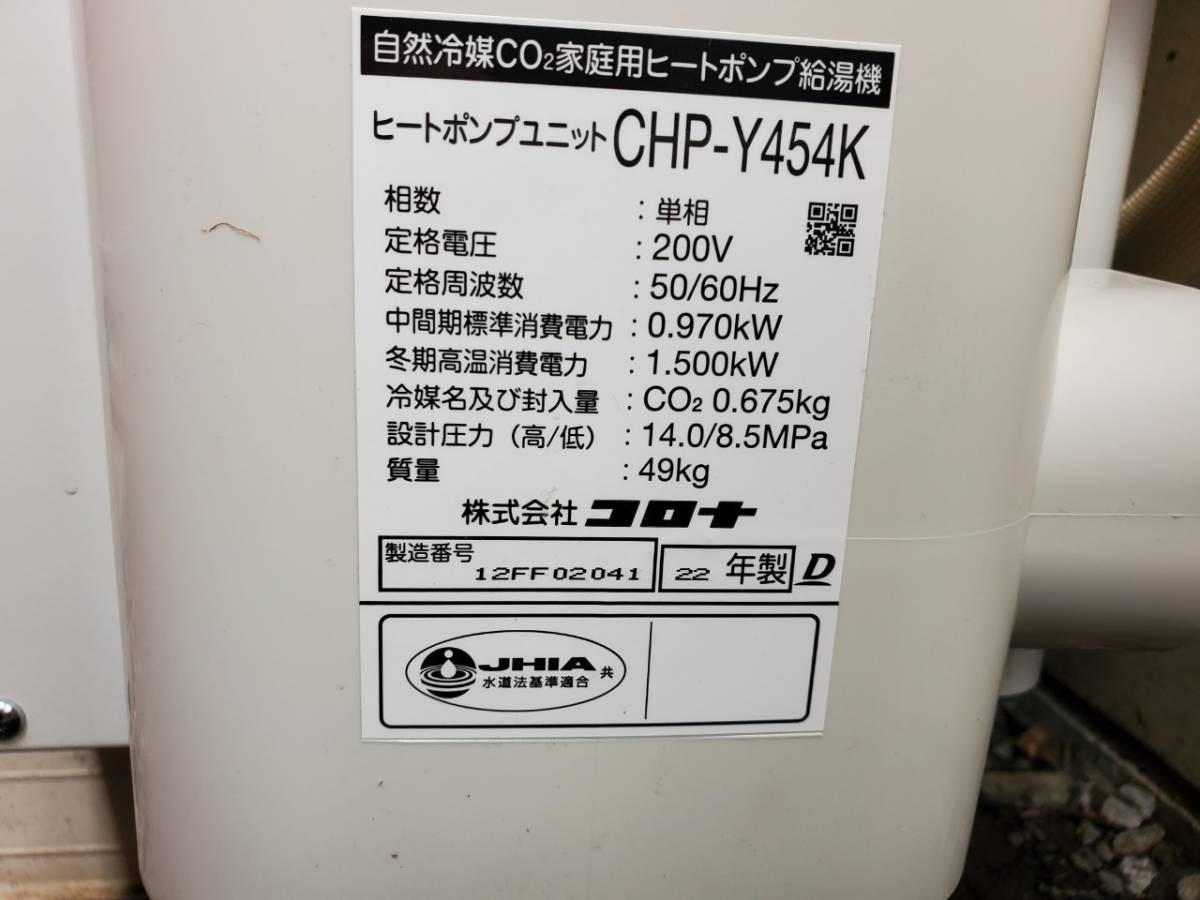 自然冷媒CO₂家庭用ヒートポンプ給湯機
ヒートポンプユニット CHP-Y454K
相数 : 単相
定格電圧 : 200V
定格周波数 : 50/60Hz
中間期標準消費電力 : 0.970kW
冬期高温消費電力 : 1.500kW
冷媒名及び封入量 : CO₂ 0.675kg
設計圧力(高/低) : 14.0/8.5MPa
質量 : 49kg
株式会社 コロナ
製造番号 12FF02041 22 年製 D
JHIA 共
水道法基準適合